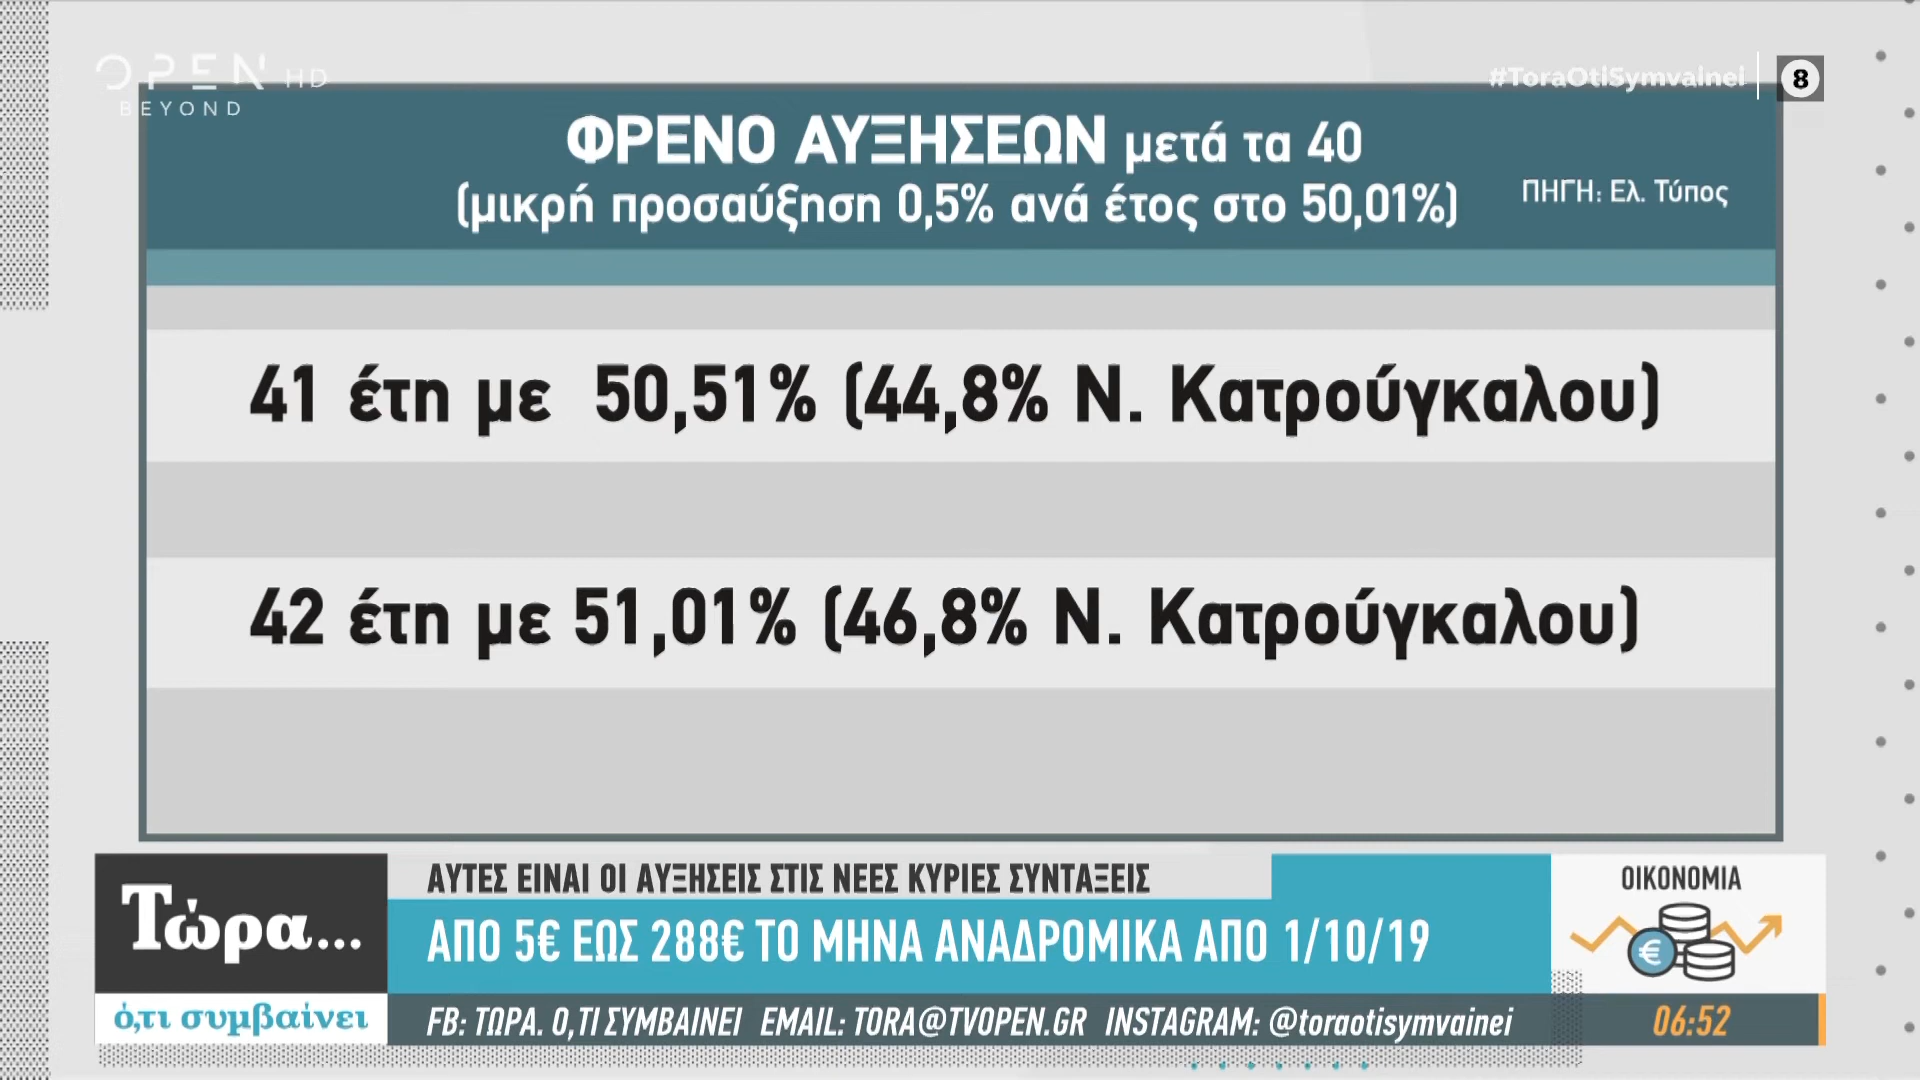 OPEN HD
BEYOND
#ToraOtiSymvainei
8
ΦΡΕΝΟ ΑΥΞΗΣΕΩΝ μετά τα 40
(μικρή προσαύξηση 0,5% ανά έτος στο 50,01%)
ΠΗΓΗ: Ελ. Τύπος
41 έτη με 50,51% (44,8% Ν. Κατρούγκαλου)
42 έτη με 51,01% (46,8% Ν. Κατρούγκαλου)
Τώρα...
ό,τι συμβαίνει
ΑΥΤΕΣ ΕΙΝΑΙ ΟΙ ΑΥΞΗΣΕΙΣ ΣΤΙΣ ΝΕΕΣ ΚΥΡΙΕΣ ΣΥΝΤΑΞΕΙΣ
ΑΠΟ 5€ ΕΩΣ 288€ ΤΟ ΜΗΝΑ ΑΝΑΔΡΟΜΙΚΑ ΑΠΟ 1/10/19
FB: ΤΩΡΑ. Ο,ΤΙ ΣΥΜΒΑΙΝΕΙ EMAIL: TORA@TVOPEN.GR INSTAGRAM: @toraotisymvainei
ΟΙΚΟΝΟΜΙΑ
€
06:52